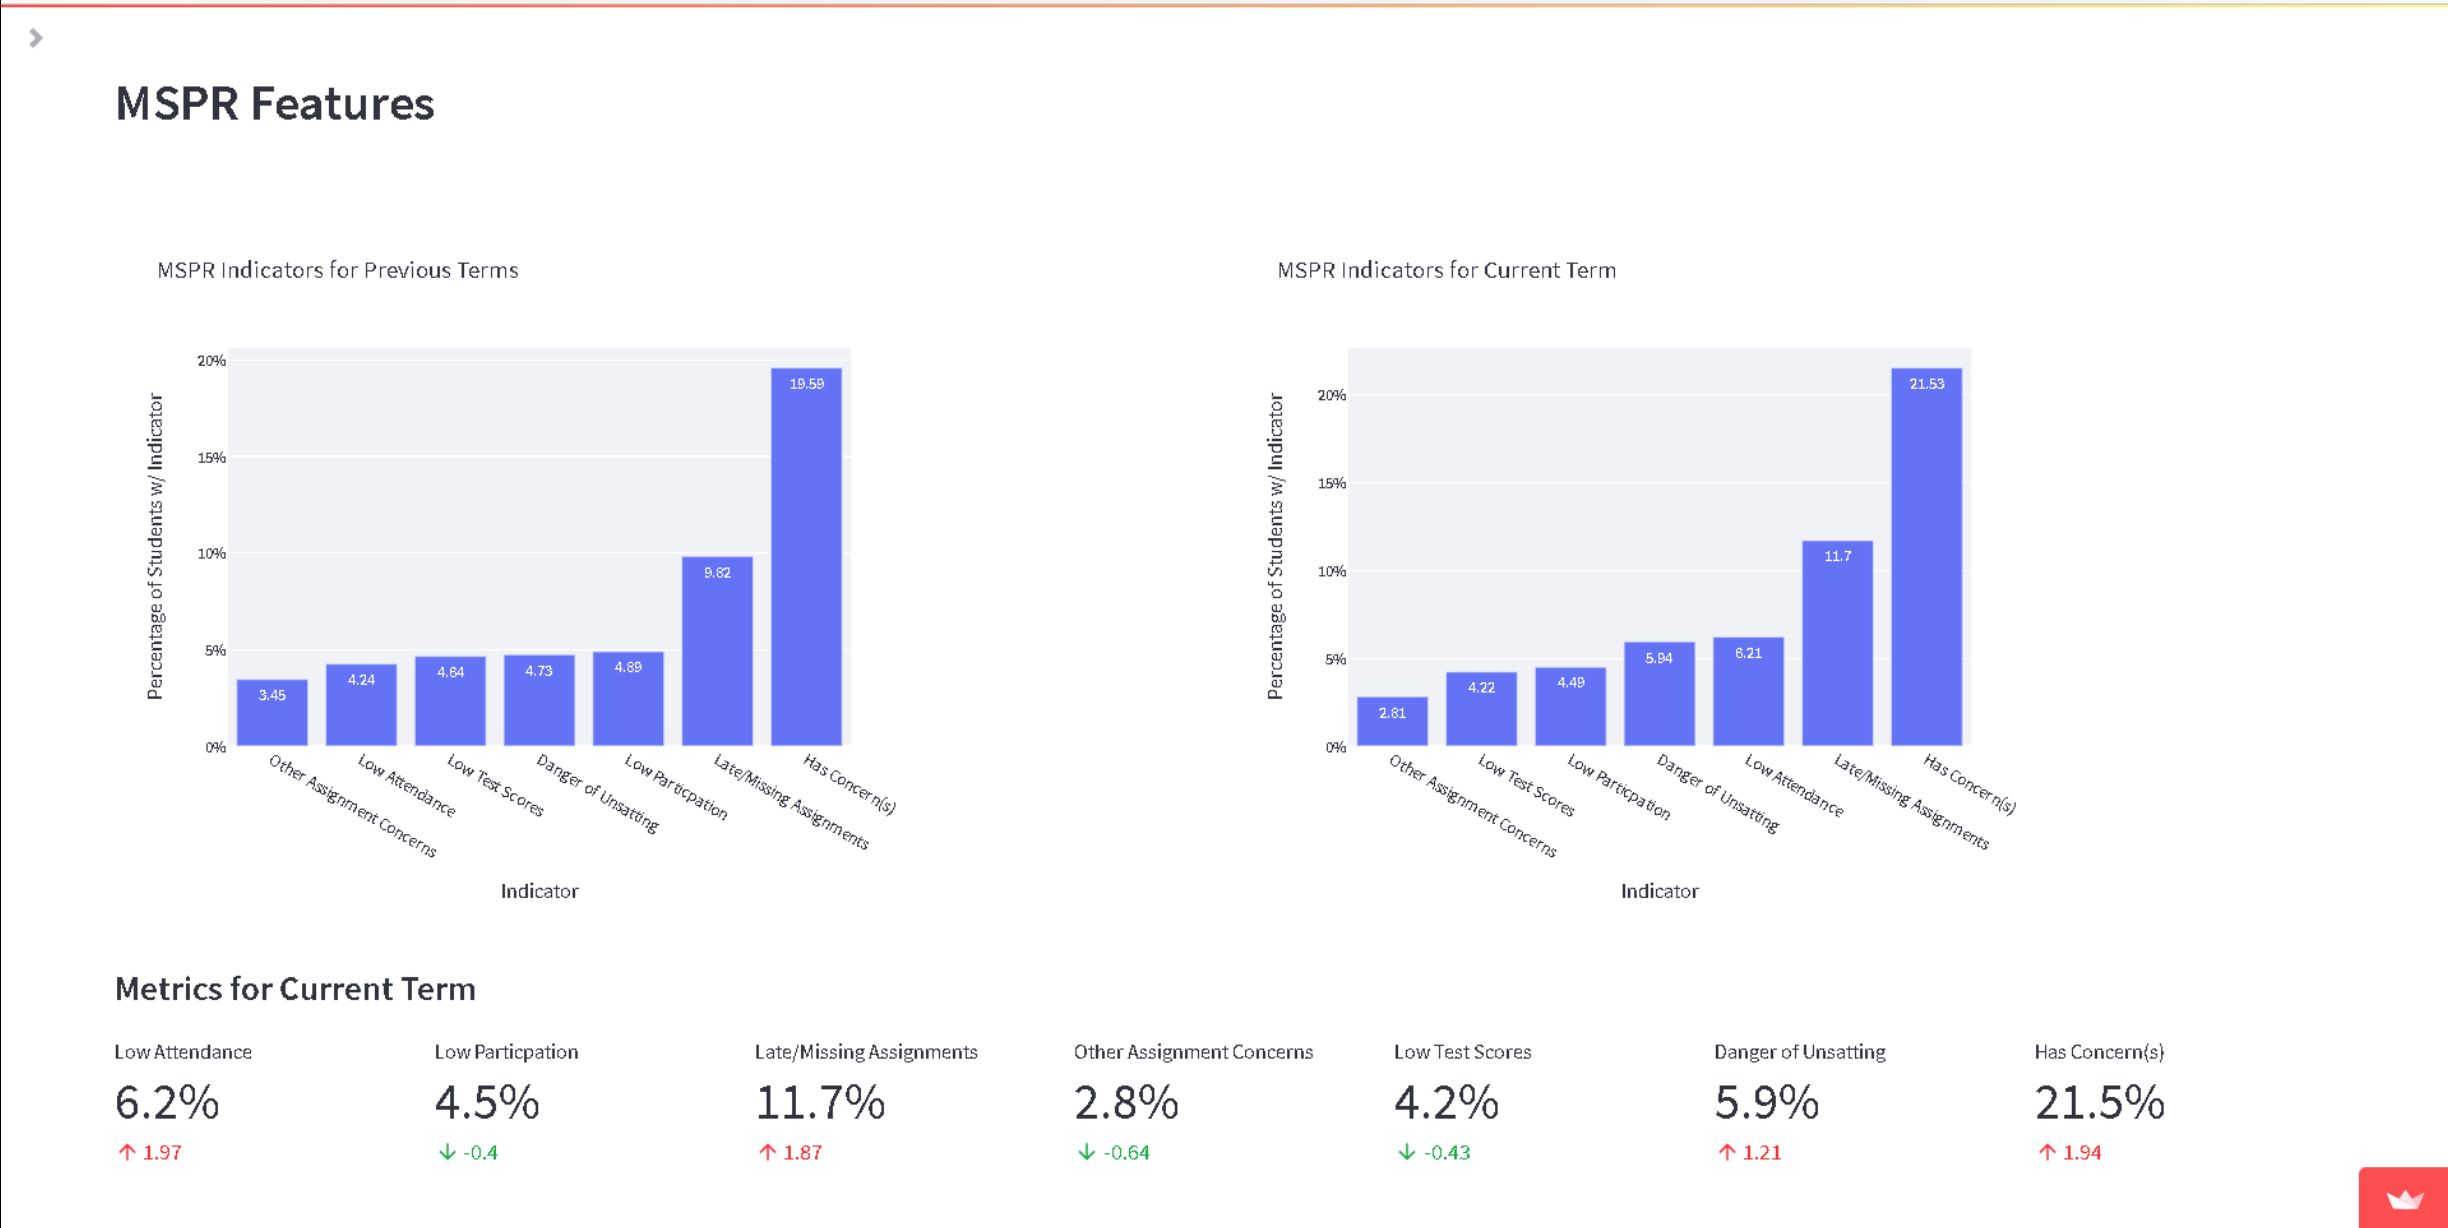 MSPR Features
MSPR Indicators for Previous Terms
Percentage of Students w/ Indicator
20%
15%
10%
5%
0%
3.45
4.24
4.64
4.73
4.89
9.82
19.59
Other Assignment Concerns
Low Attendance
Low Test Scores
Danger of Unsatting
Low Particpation
Late/Missing Assignments
Has Concern(s)
Indicator
MSPR Indicators for Current Term
Percentage of Students w/ Indicator
20%
15%
10%
5%
0%
2.81
4.22
4.49
5.94
6.21
11.7
21.53
Other Assignment Concerns
Low Test Scores
Low Particpation
Danger of Unsatting
Low Attendance
Late/Missing Assignments
Has Concern(s)
Indicator
Metrics for Current Term
Low Attendance
6.2%
↑ 1.97
Low Particpation
4.5%
↓ -0.4
Late/Missing Assignments
11.7%
↑ 1.87
Other Assignment Concerns
2.8%
↓ -0.64
Low Test Scores
4.2%
↓ -0.43
Danger of Unsatting
5.9%
↑ 1.21
Has Concern(s)
21.5%
↑ 1.94